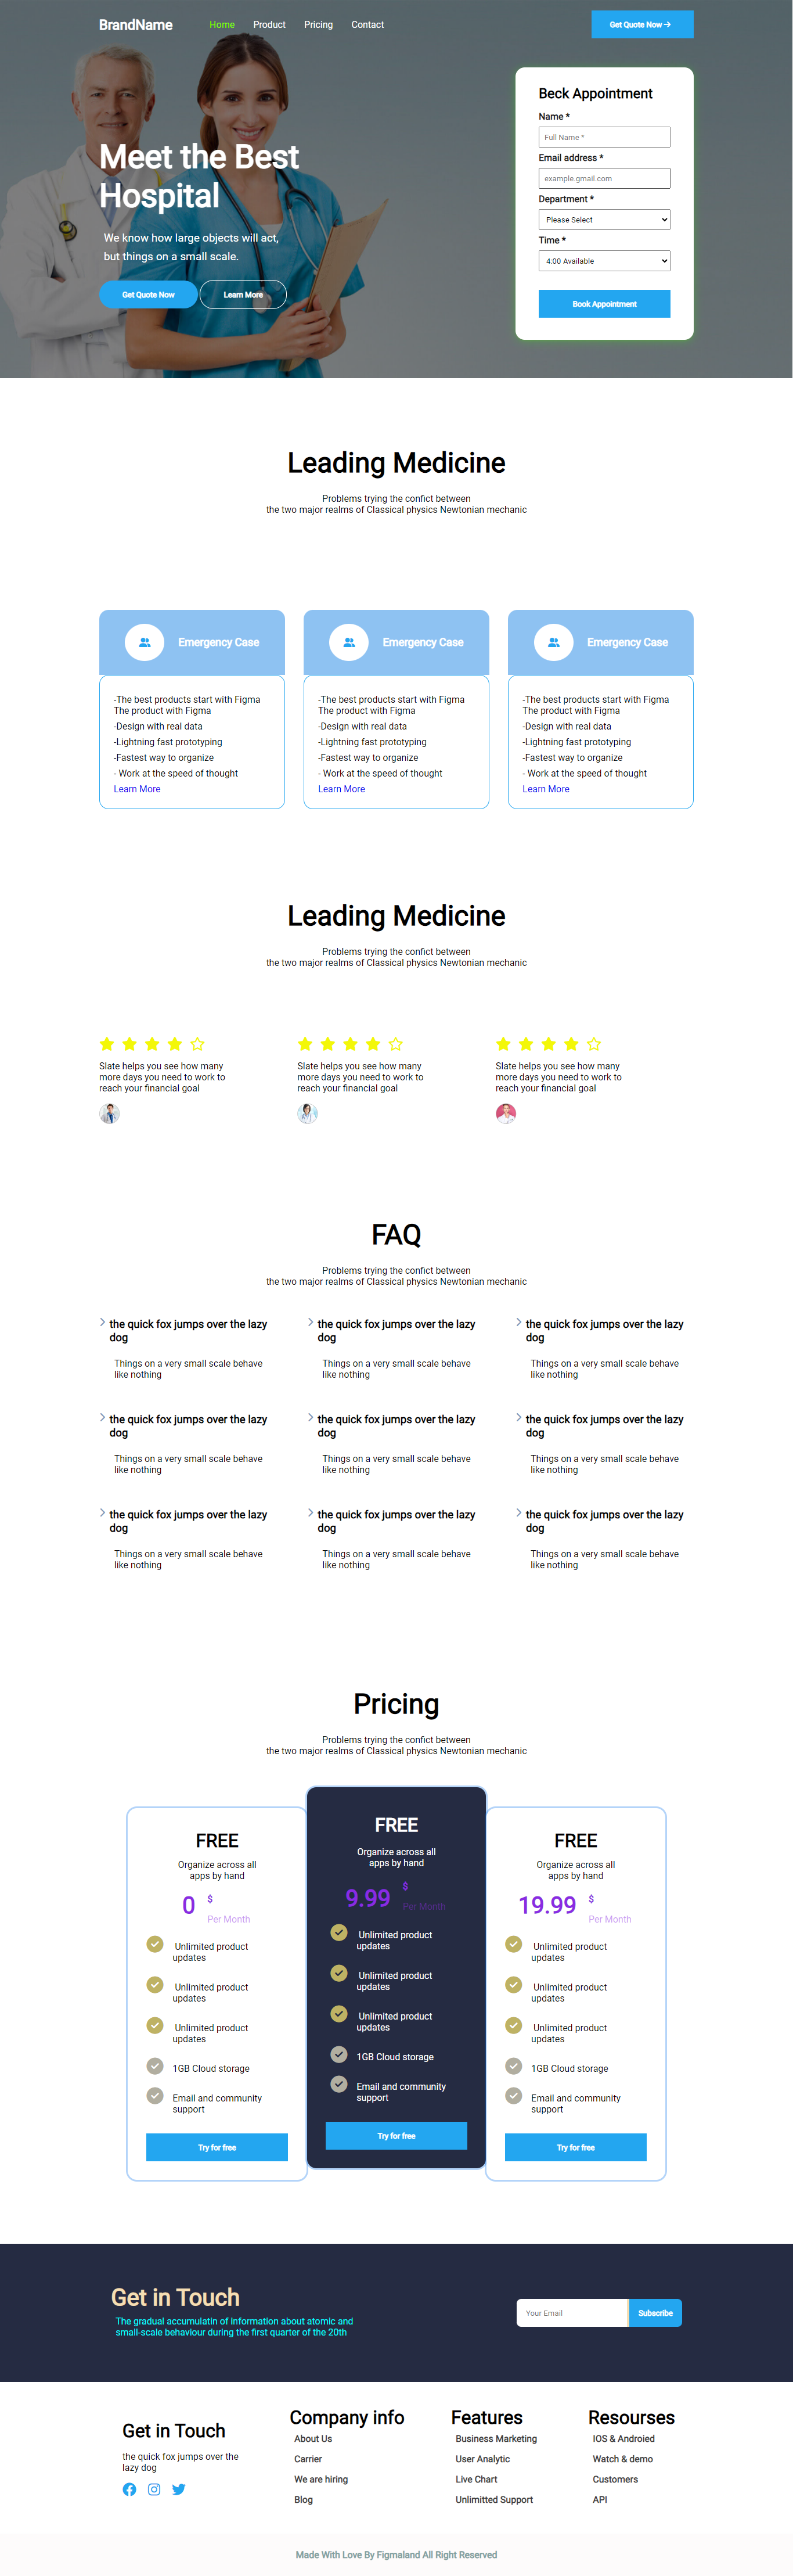 BrandName Home Product Pricing Contact Get Quote Now
Beck Appointment
Name *
Full Name *
Email address *
example.gmail.com
Department *
Please Select
Time *
4:00 Available
Book Appointment
Meet the Best
Hospital
We know how large objects will act,
but things on a small scale.
Get Quote Now Learn More
Leading Medicine
Problems trying the confict between
the two major realms of Classical physics Newtonian mechanic
Emergency Case
-The best products start with Figma
The product with Figma
-Design with real data
-Lightning fast prototyping
-Fastest way to organize
- Work at the speed of thought
Learn More
Emergency Case
-The best products start with Figma
The product with Figma
-Design with real data
-Lightning fast prototyping
-Fastest way to organize
- Work at the speed of thought
Learn More
Emergency Case
-The best products start with Figma
The product with Figma
-Design with real data
-Lightning fast prototyping
-Fastest way to organize
- Work at the speed of thought
Learn More
Leading Medicine
Problems trying the confict between
the two major realms of Classical physics Newtonian mechanic
Slate helps you see how many
more days you need to work to
reach your financial goal
Slate helps you see how many
more days you need to work to
reach your financial goal
Slate helps you see how many
more days you need to work to
reach your financial goal
FAQ
Problems trying the confict between
the two major realms of Classical physics Newtonian mechanic
the quick fox jumps over the lazy
dog
Things on a very small scale behave
like nothing
the quick fox jumps over the lazy
dog
Things on a very small scale behave
like nothing
the quick fox jumps over the lazy
dog
Things on a very small scale behave
like nothing
the quick fox jumps over the lazy
dog
Things on a very small scale behave
like nothing
the quick fox jumps over the lazy
dog
Things on a very small scale behave
like nothing
the quick fox jumps over the lazy
dog
Things on a very small scale behave
like nothing
the quick fox jumps over the lazy
dog
Things on a very small scale behave
like nothing
the quick fox jumps over the lazy
dog
Things on a very small scale behave
like nothing
the quick fox jumps over the lazy
dog
Things on a very small scale behave
like nothing
Pricing
Problems trying the confict between
the two major realms of Classical physics Newtonian mechanic
FREE
Organize across all
apps by hand
0 $
Per Month
Unlimited product
updates
Unlimited product
updates
Unlimited product
updates
1GB Cloud storage
Email and community
support
Try for free
FREE
Organize across all
apps by hand
9.99 $
Per Month
Unlimited product
updates
Unlimited product
updates
Unlimited product
updates
1GB Cloud storage
Email and community
support
Try for free
FREE
Organize across all
apps by hand
19.99 $
Per Month
Unlimited product
updates
Unlimited product
updates
Unlimited product
updates
1GB Cloud storage
Email and community
support
Try for free
Get in Touch
The gradual accumulatin of information about atomic and
small-scale behaviour during the first quarter of the 20th
Your Email Subscribe
Get in Touch
the quick fox jumps over the
lazy dog
Company info
About Us
Carrier
We are hiring
Blog
Features
Business Marketing
User Analytic
Live Chart
Unlimitted Support
Resourses
IOS & Androied
Watch & demo
Customers
API
Made With Love By Figmaland All Right Reserved